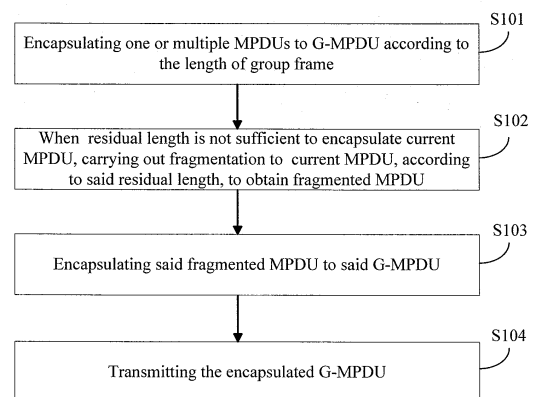 S101
Encapsulating one or multiple MPDUs to G-MPDU according to
the length of group frame
S102
When residual length is not sufficient to encapsulate current
MPDU, carrying out fragmentation to current MPDU, according
to said residual length, to obtain fragmented MPDU
S103
Encapsulating said fragmented MPDU to said G-MPDU
S104
Transmitting the encapsulated G-MPDU